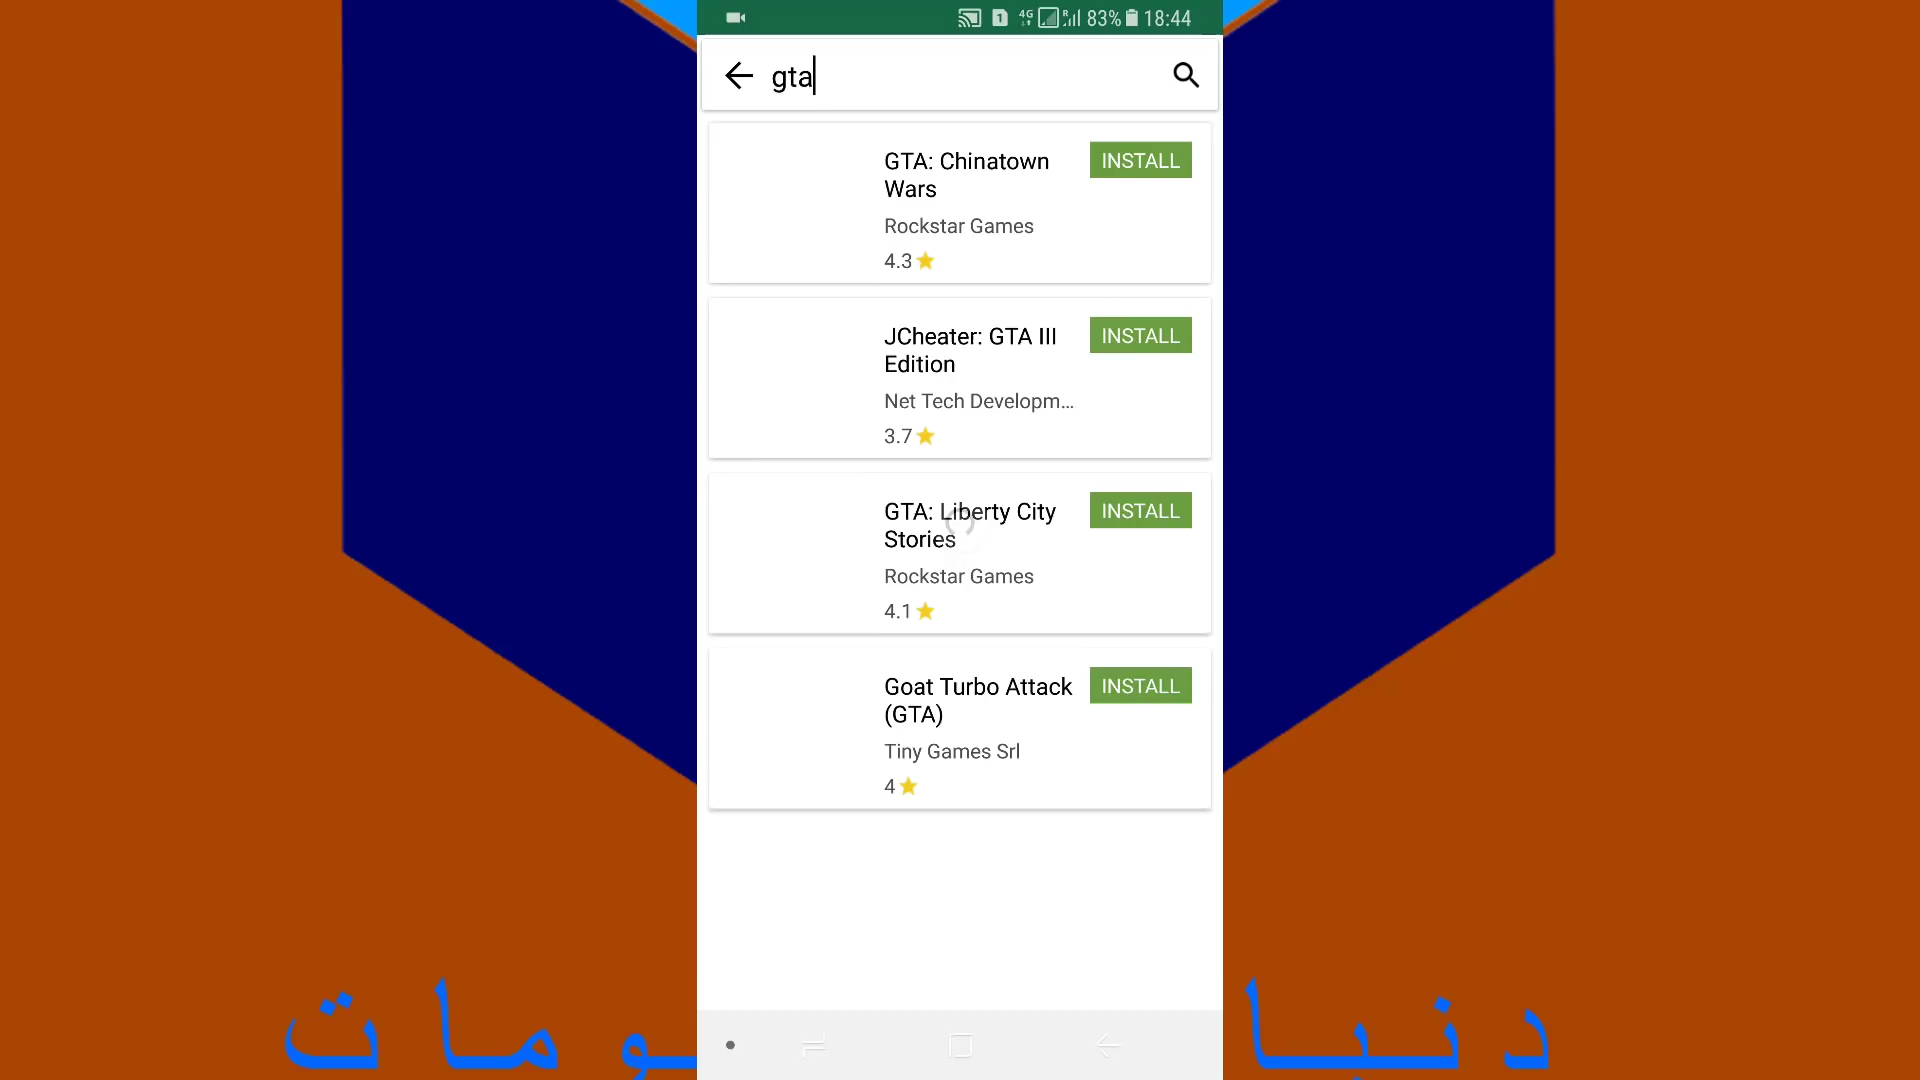 4G R 83% 18:44
gta
GTA: Chinatown
Wars
INSTALL
Rockstar Games
4.3
JCheater: GTA III
Edition
INSTALL
Net Tech Developm...
3.7
GTA: Liberty City
Stories
INSTALL
Rockstar Games
4.1
Goat Turbo Attack
(GTA)
INSTALL
Tiny Games Srl
4
دنيا